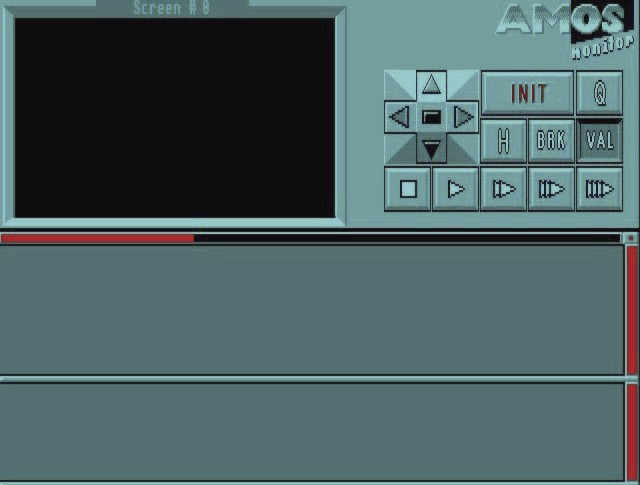 Screen # 0
AMOS
monitor
INIT
Q
H
BRK
VAL